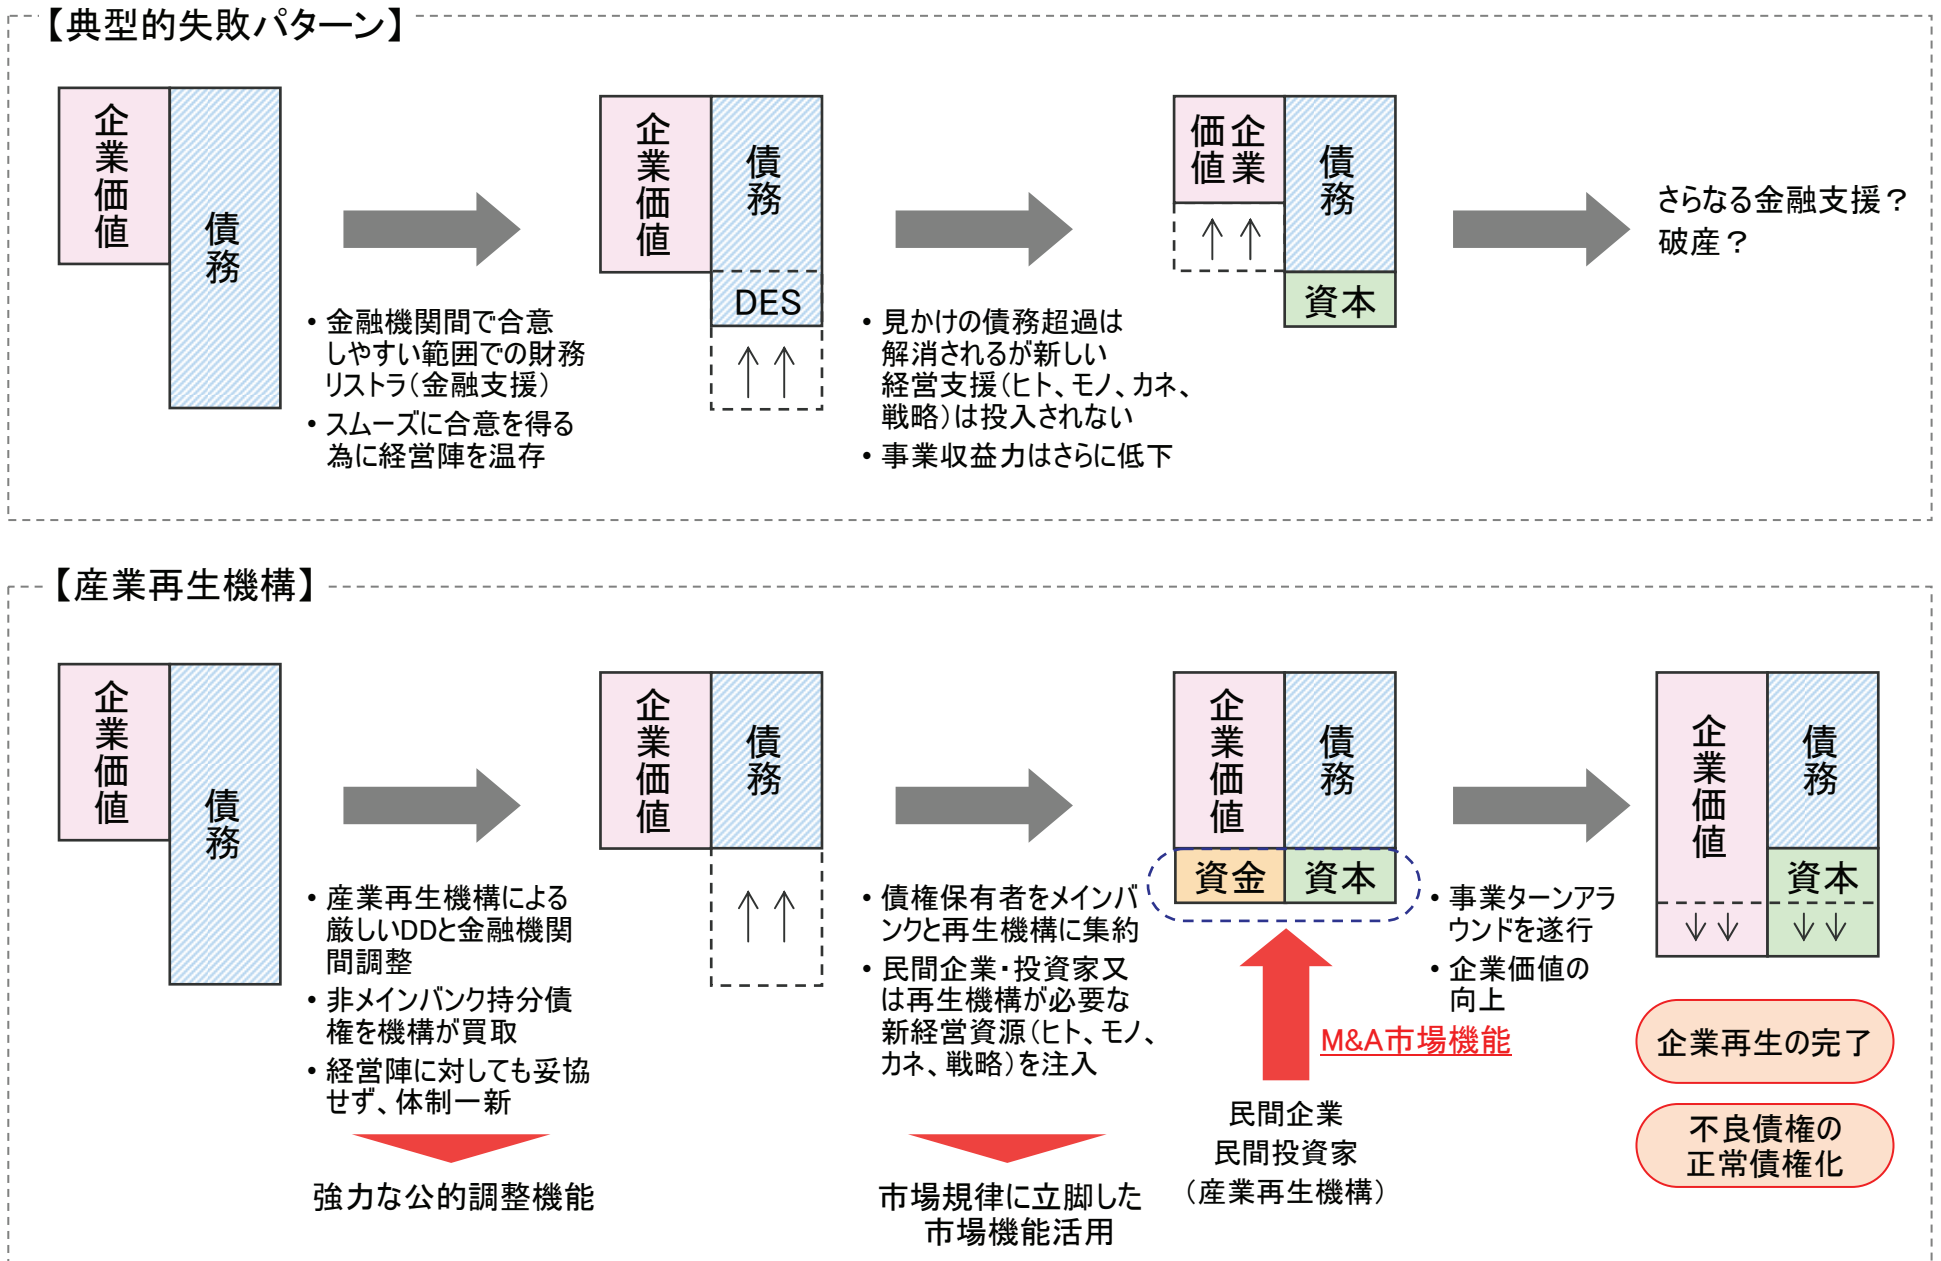 【典型的失敗パターン】
企業価値
債務
・金融機関間で合意
しやすい範囲での財務
リストラ(金融支援)
・スムーズに合意を得る
為に経営陣を温存
企業価値
債務
DES
・見かけの債務超過は
解消されるが新しい
経営支援(ヒト、モノ、カネ、
戦略)は投入されない
・事業収益力はさらに低下
企業
価値
債務
資本
さらなる金融支援?
破産?
【産業再生機構】
企業価値
債務
・産業再生機構による
厳しいDDと金融機関
間調整
・非メインバンク持分債
権を機構が買取
・経営陣に対しても妥協
せず、体制一新
強力な公的調整機能
企業価値
債務
・債権保有者をメインバ
ンクと再生機構に集約
・民間企業・投資家又
は再生機構が必要な
新経営資源(ヒト、モノ、
カネ、戦略)を注入
市場規律に立脚した
市場機能活用
企業価値
債務
資金
資本
M&A市場機能
民間企業
民間投資家
(産業再生機構)
・事業ターンアラ
ウンドを遂行
・企業価値の
向上
企業価値
債務
資本
企業再生の完了
不良債権の
正常債権化